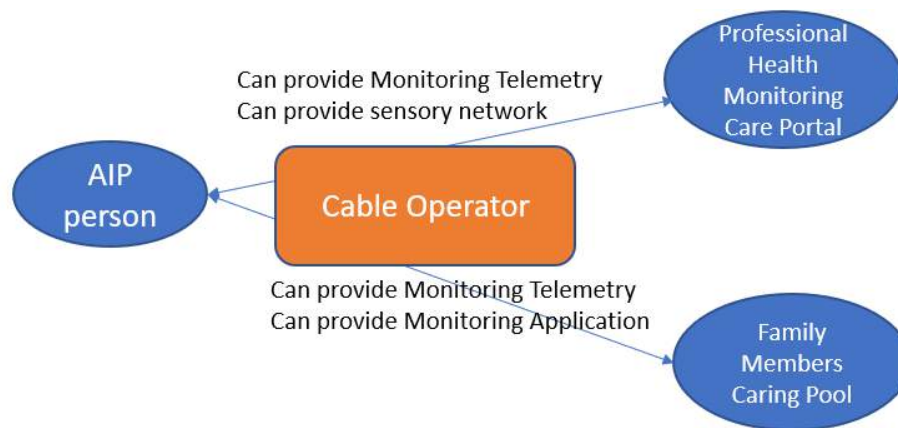 Professional
Health
Monitoring
Care Portal
Can provide Monitoring Telemetry
Can provide sensory network
AIP
person
Cable Operator
Can provide Monitoring Telemetry
Can provide Monitoring Application
Family
Members
Caring Pool